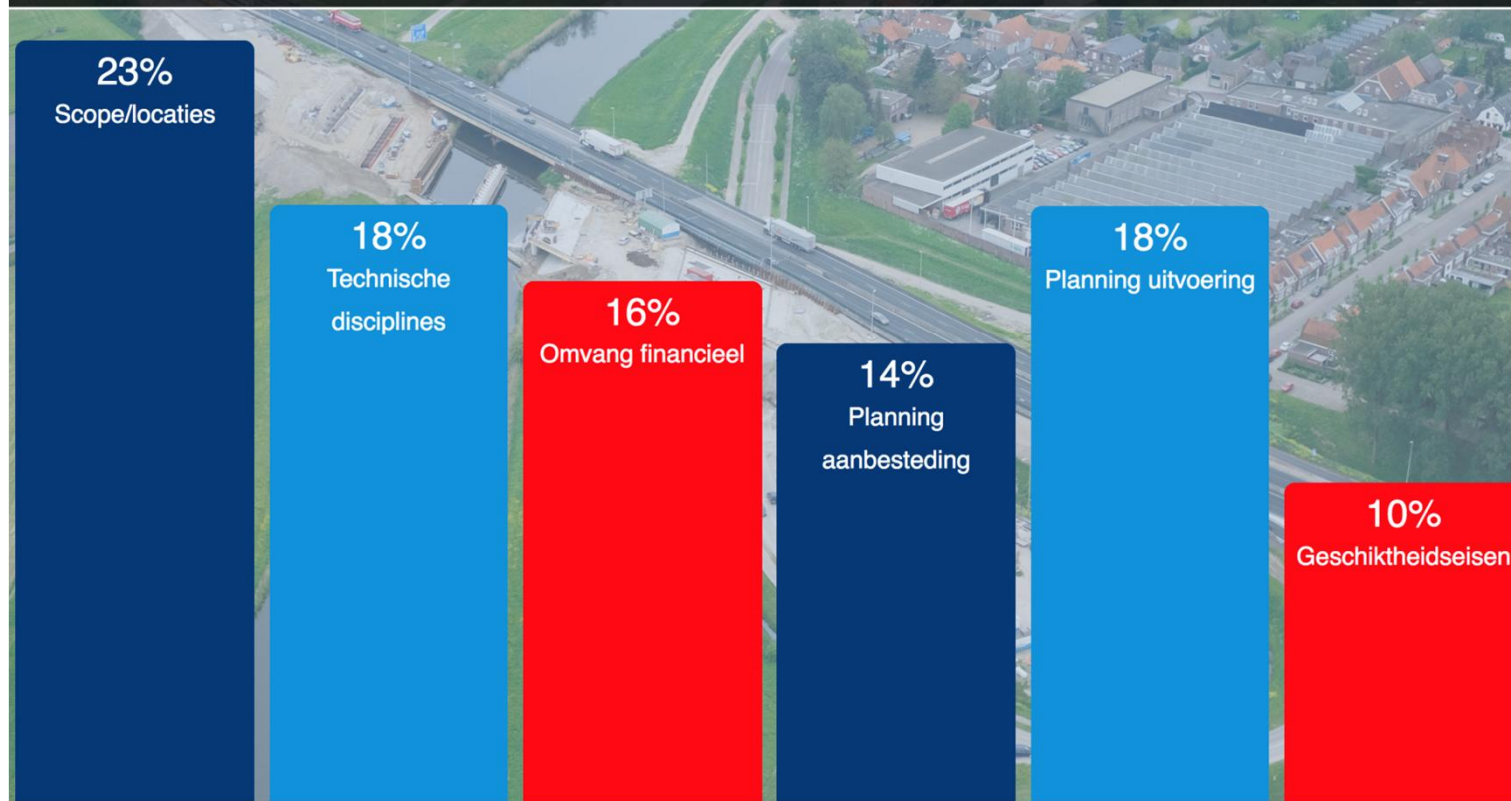 23%
Scope/locaties
18%
Technische
disciplines
16%
Omvang financieel
14%
Planning
aanbesteding
18%
Planning uitvoering
10%
Geschiktheidseisen